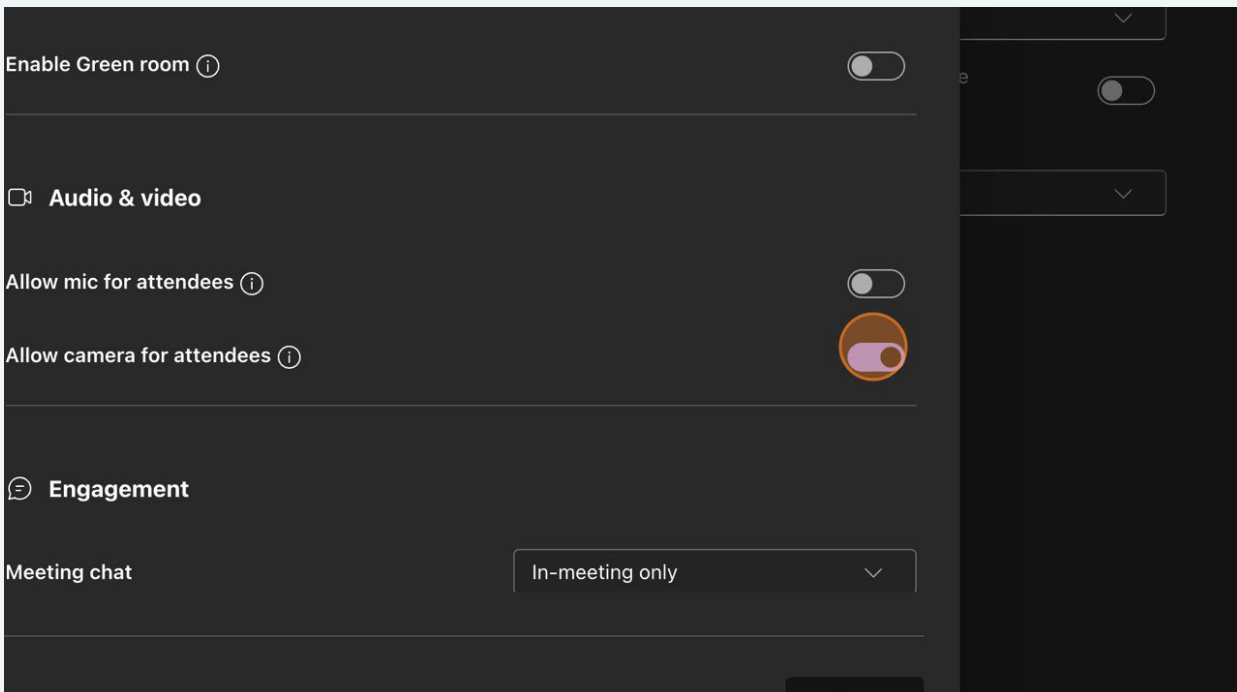 Enable Green room
e
Audio & video
Allow mic for attendees
Allow camera for attendees
Engagement
Meeting chat
In-meeting only